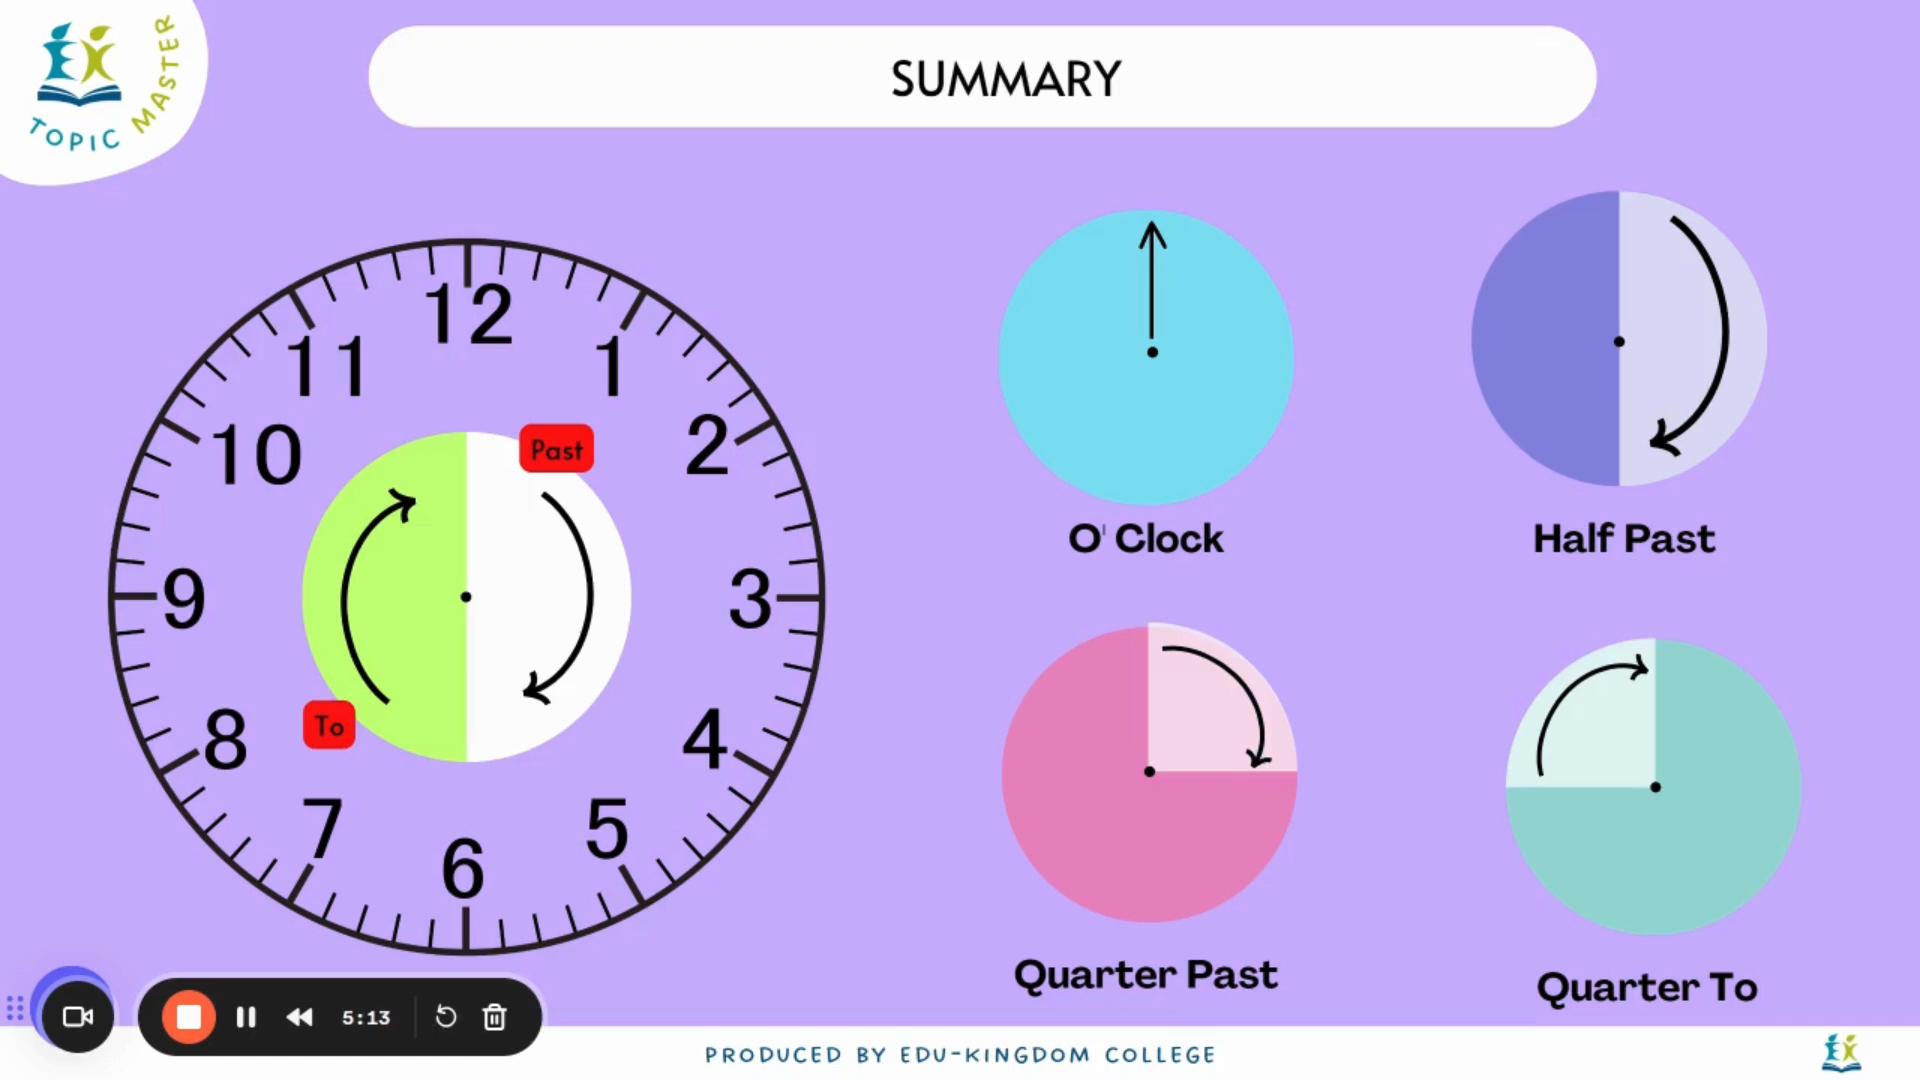 TOPIC MASTER
SUMMARY
12
11
1
10
2
Past
9
3
To
8
4
7
5
6
O' Clock
Half Past
Quarter Past
Quarter To
5:13
PRODUCED BY EDU-KINGDOM COLLEGE